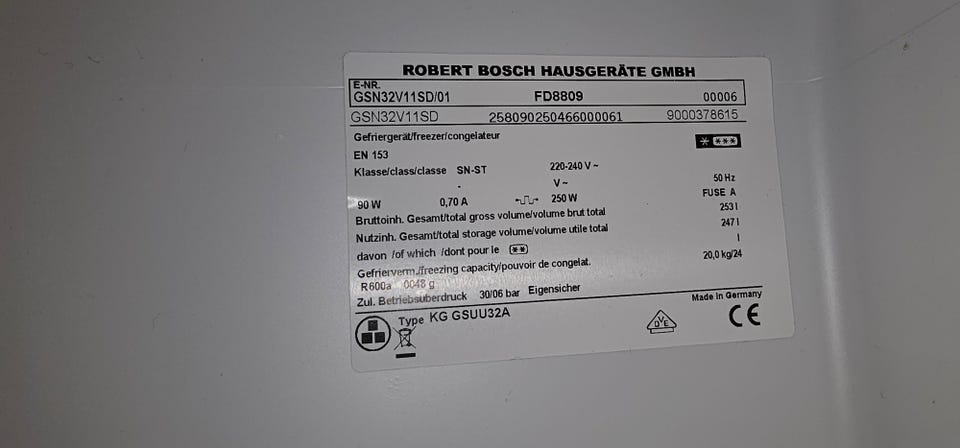 ROBERT BOSCH HAUSGERÄTE GMBH
E-NR.
GSN32V11SD/01 FD8809 00006
GSN32V11SD 258090250466000061 9000378615
Gefriergerät/freezer/congelateur
EN 153
Klasse/class/classe SN-ST 220-240 V ~
- V ~ 50 Hz
90 W 0,70 A 250 W FUSE A
Bruttoinh. Gesamt/total gross volume/volume brut total 253 l
Nutzinh. Gesamt/total storage volume/volume utile total 247 l
davon /of which /dont pour le l
Gefrierverm./freezing capacity/pouvoir de congelat. 20,0 kg/24
R600a 0048 g
Zul. Betriebsüberdruck 30/06 bar Eigensicher
Made in Germany
Type KG GSUU32A
DVE CE